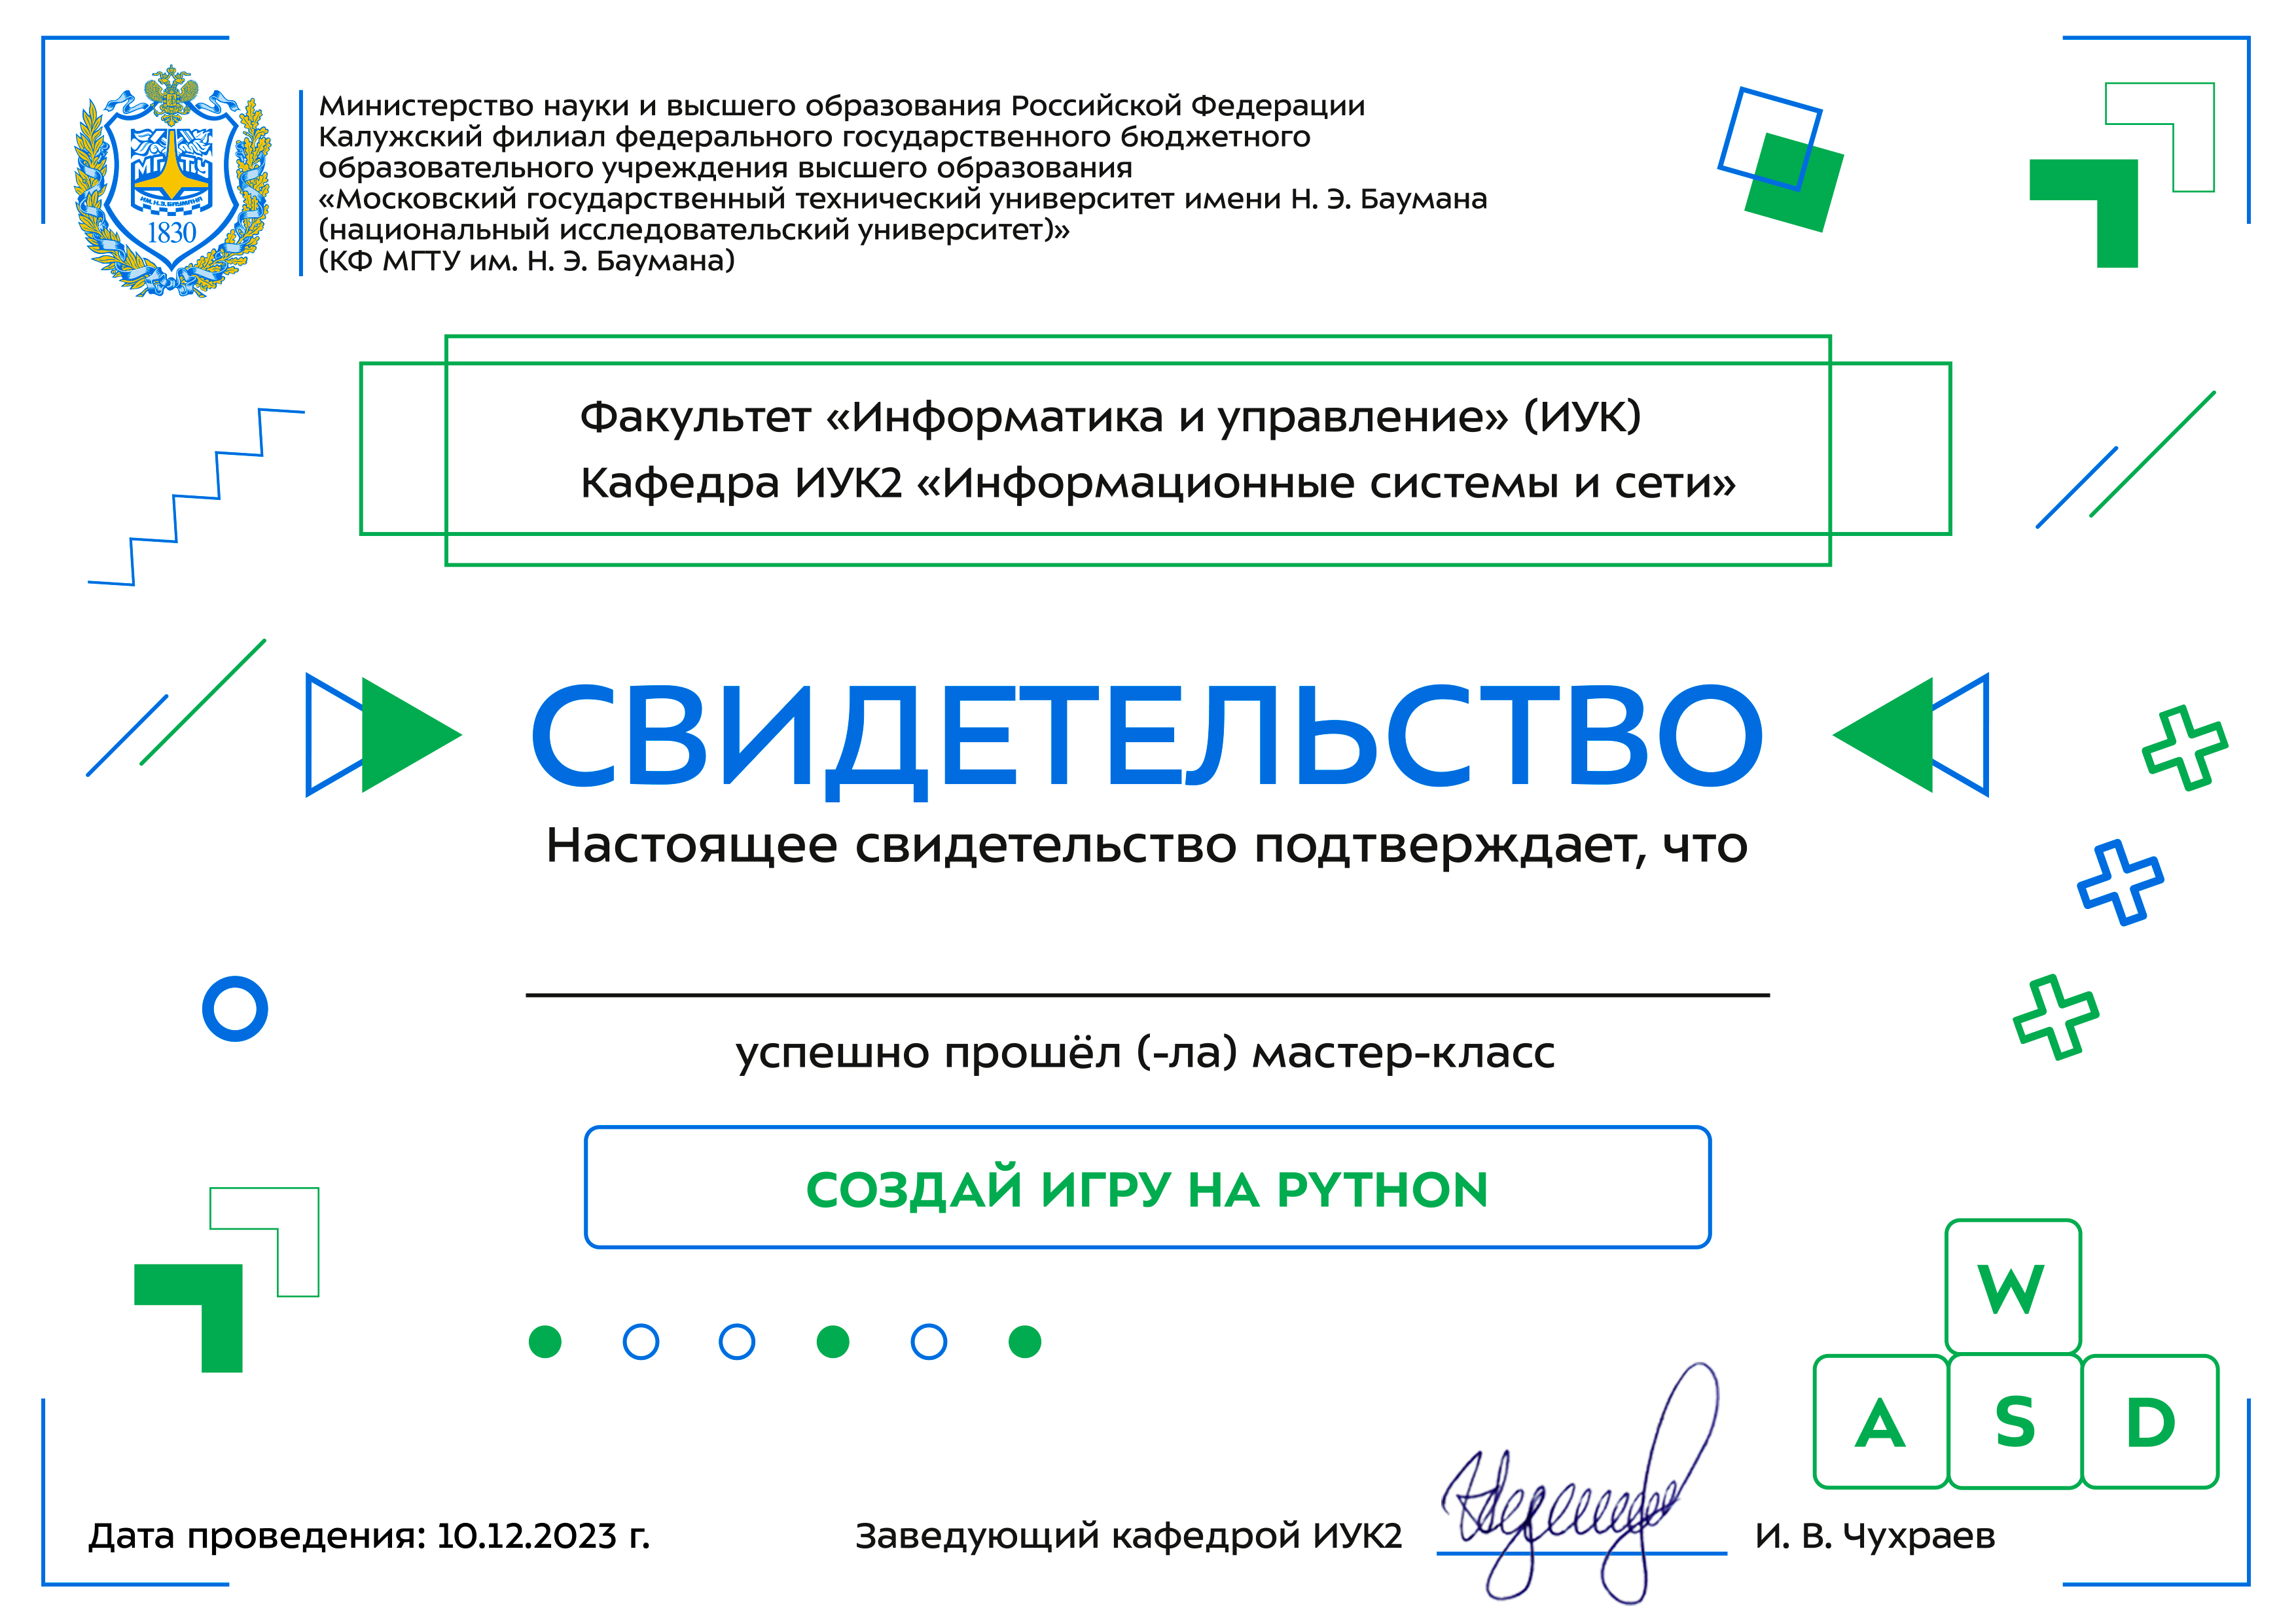 МГТУ
ИМ. Н.Э. БАУМАНА
1830
Министерство науки и высшего образования Российской Федерации
Калужский филиал федерального государственного бюджетного
образовательного учреждения высшего образования
«Московский государственный технический университет имени Н. Э. Баумана
(национальный исследовательский университет)»
(КФ МГТУ им. Н. Э. Баумана)
Факультет «Информатика и управление» (ИУК)
Кафедра ИУК2 «Информационные системы и сети»
СВИДЕТЕЛЬСТВО
Настоящее свидетельство подтверждает, что
успешно прошёл (-ла) мастер-класс
СОЗДАЙ ИГРУ НА PYTHON
W
A S D
Дата проведения: 10.12.2023 г.
Заведующий кафедрой ИУК2
И. В. Чухраев